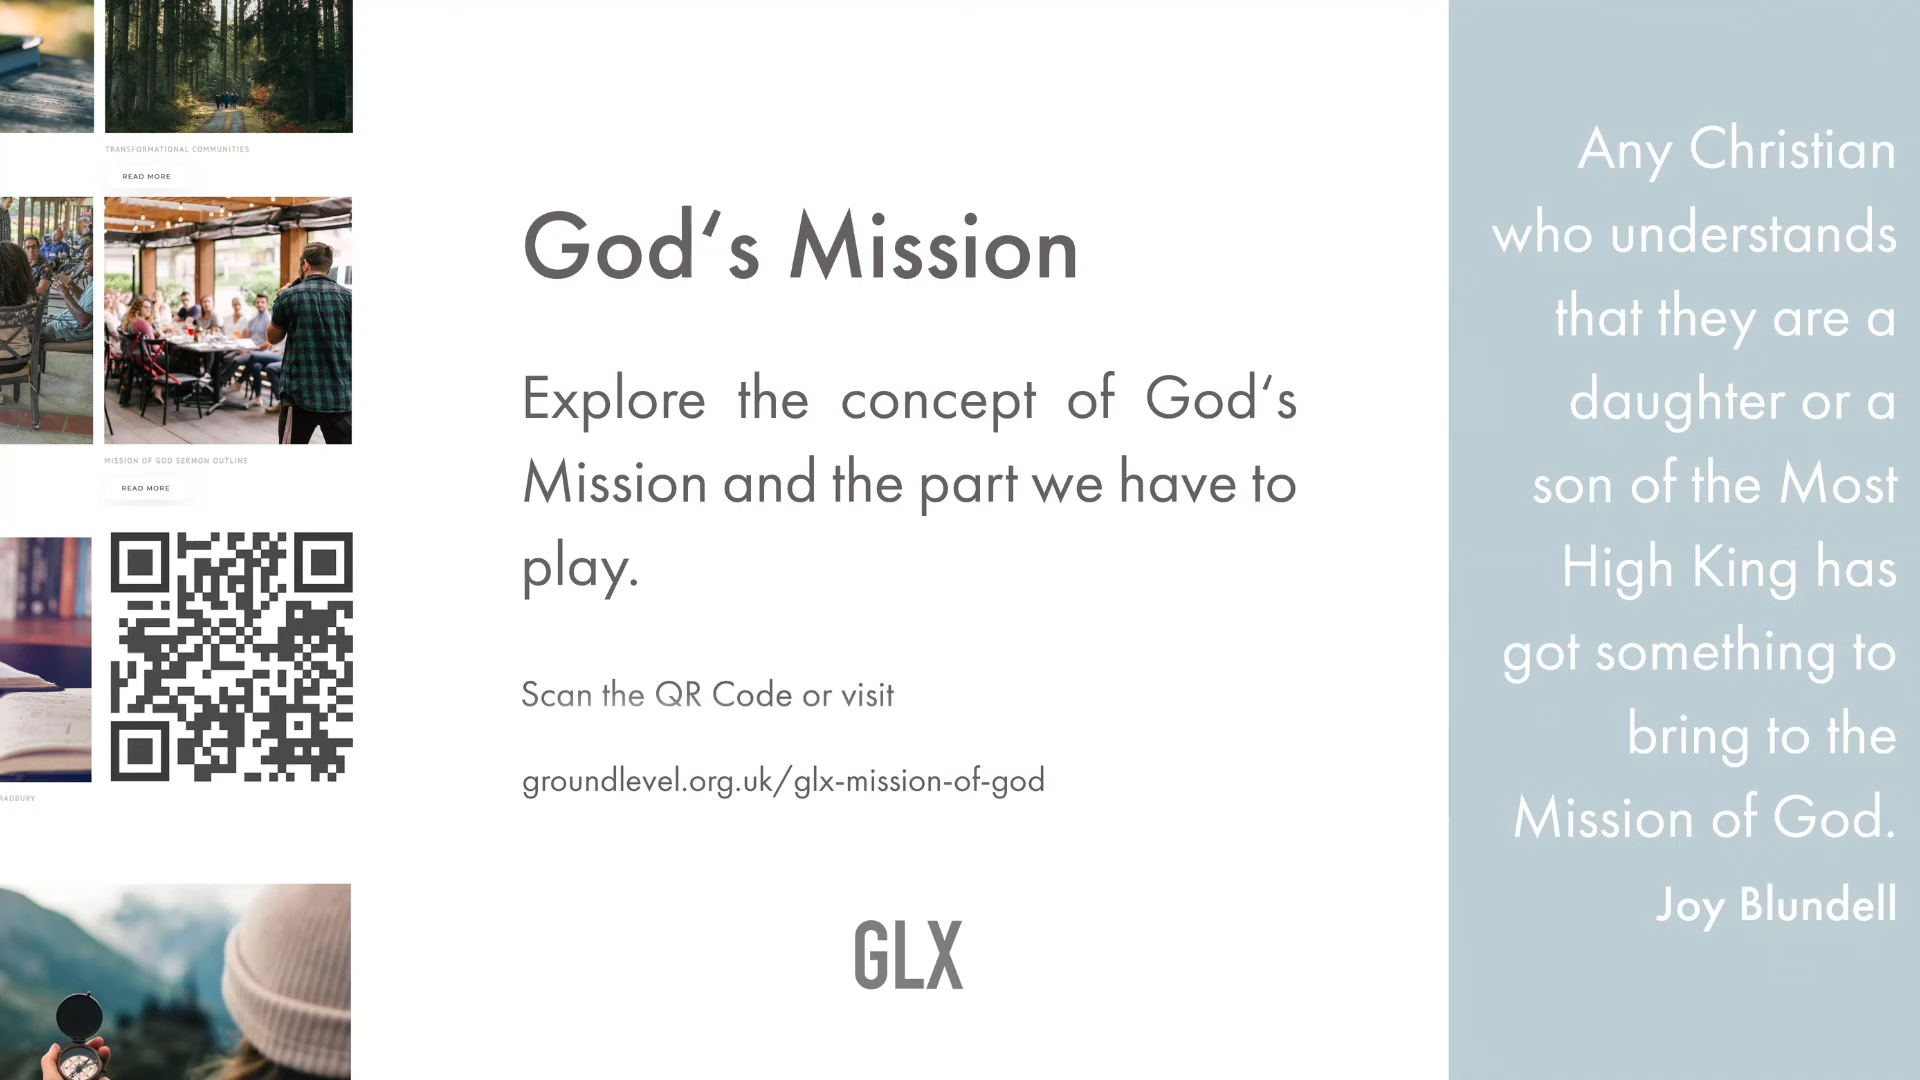 TRANSFORMATIONAL COMMUNITIES
READ MORE
MISSION OF GOD SERMON OUTLINE
READ MORE
RADBURY
God‘s Mission
Explore the concept of God‘s
Mission and the part we have to
play.
Scan the QR Code or visit
groundlevel.org.uk/glx-mission-of-god
GLX
Any Christian
who understands
that they are a
daughter or a
son of the Most
High King has
got something to
bring to the
Mission of God.
Joy Blundell